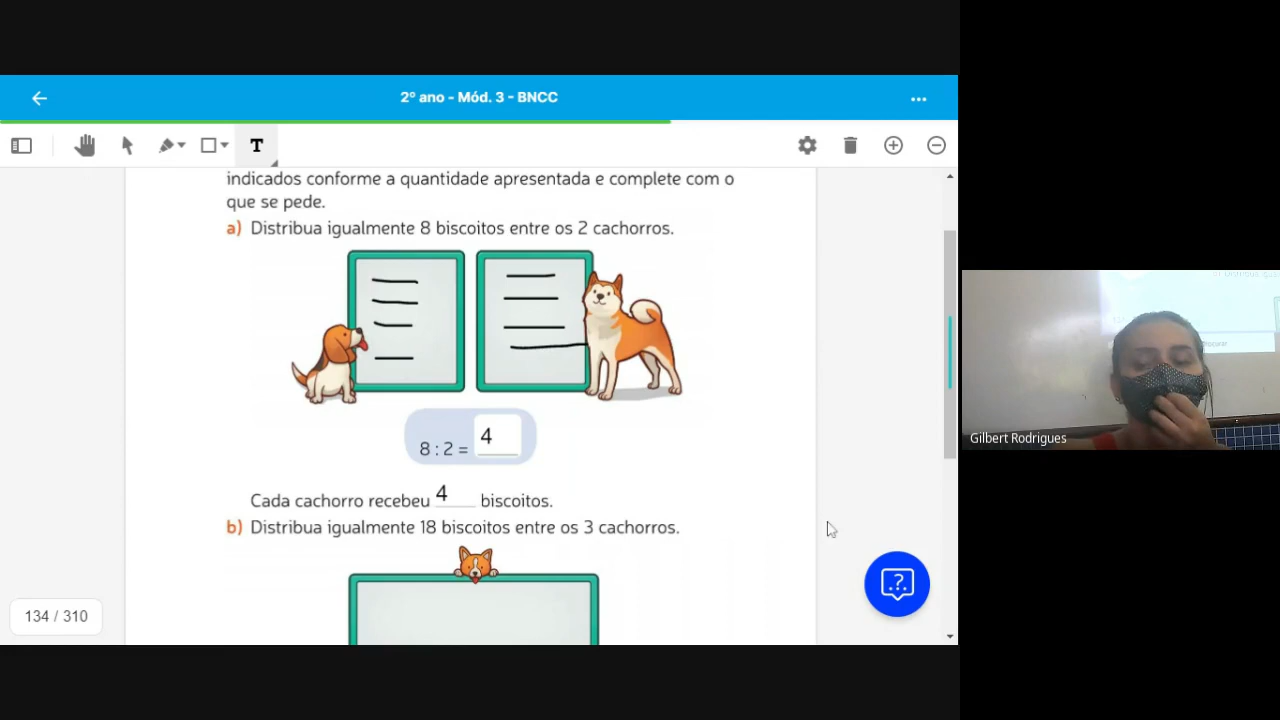 2º ano - Mód. 3 - BNCC
T
indicados conforme a quantidade apresentada e complete com o
que se pede.
a) Distribua igualmente 8 biscoitos entre os 2 cachorros.
8 : 2 = 4
Cada cachorro recebeu 4 biscoitos.
b) Distribua igualmente 18 biscoitos entre os 3 cachorros.
134 / 310
Gilbert Rodrigues